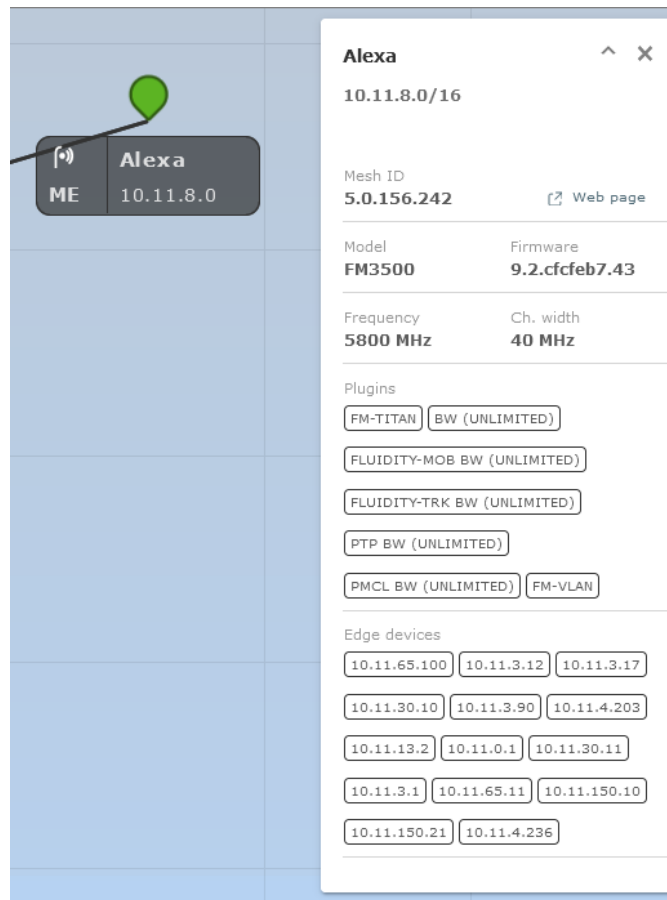 Alexa
ME 10.11.8.0
Alexa
10.11.8.0/16
Mesh ID
5.0.156.242 Web page
Model Firmware
FM3500 9.2.cfcfeb7.43
Frequency Ch. width
5800 MHz 40 MHz
Plugins
FM-TITAN BW (UNLIMITED)
FLUIDITY-MOB BW (UNLIMITED)
FLUIDITY-TRK BW (UNLIMITED)
PTP BW (UNLIMITED)
PMCL BW (UNLIMITED) FM-VLAN
Edge devices
10.11.65.100 10.11.3.12 10.11.3.17
10.11.30.10 10.11.3.90 10.11.4.203
10.11.13.2 10.11.0.1 10.11.30.11
10.11.3.1 10.11.65.11 10.11.150.10
10.11.150.21 10.11.4.236